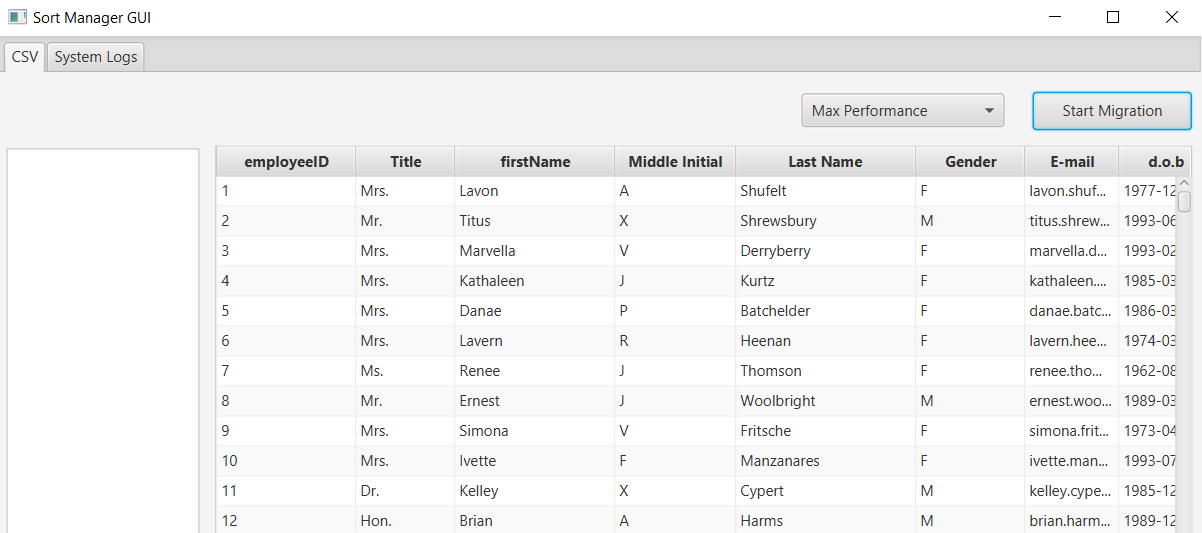 Sort Manager GUI
CSV System Logs
Max Performance Start Migration
employeeID Title firstName Middle Initial Last Name Gender E-mail d.o.b
1 Mrs. Lavon A Shufelt F lavon.shuf... 1977-12
2 Mr. Titus X Shrewsbury M titus.shrew... 1993-06
3 Mrs. Marvella V Derryberry F marvella.d... 1993-02
4 Mrs. Kathaleen J Kurtz F kathaleen.... 1985-03
5 Mrs. Danae P Batchelder F danae.batc... 1986-03
6 Mrs. Lavern R Heenan F lavern.hee... 1974-03
7 Ms. Renee J Thomson F renee.tho... 1962-08
8 Mr. Ernest J Woolbright M ernest.woo... 1989-03
9 Mrs. Simona V Fritsche F simona.frit... 1973-04
10 Mrs. Ivette F Manzanares F ivette.man... 1993-07
11 Dr. Kelley X Cypert M kelley.cype... 1985-12
12 Hon. Brian A Harms M brian.harm... 1989-12